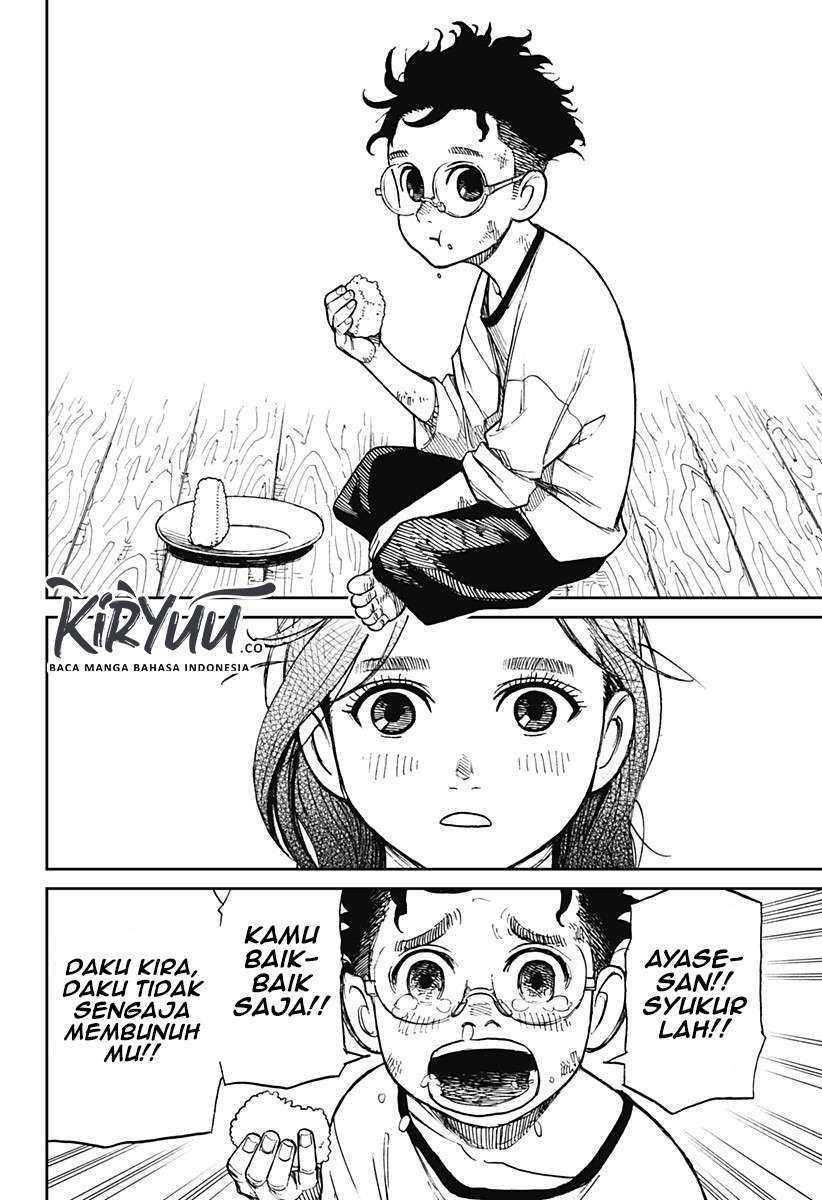 KIRYUU.CO
BACA MANGA BAHASA INDONESIA
AYASE-
SAN!!
SYUKUR
LAH!!
KAMU
BAIK-
BAIK
SAJA!!
DAKU KIRA,
DAKU TIDAK
SENGAJA
MEMBUNUH
MU!!